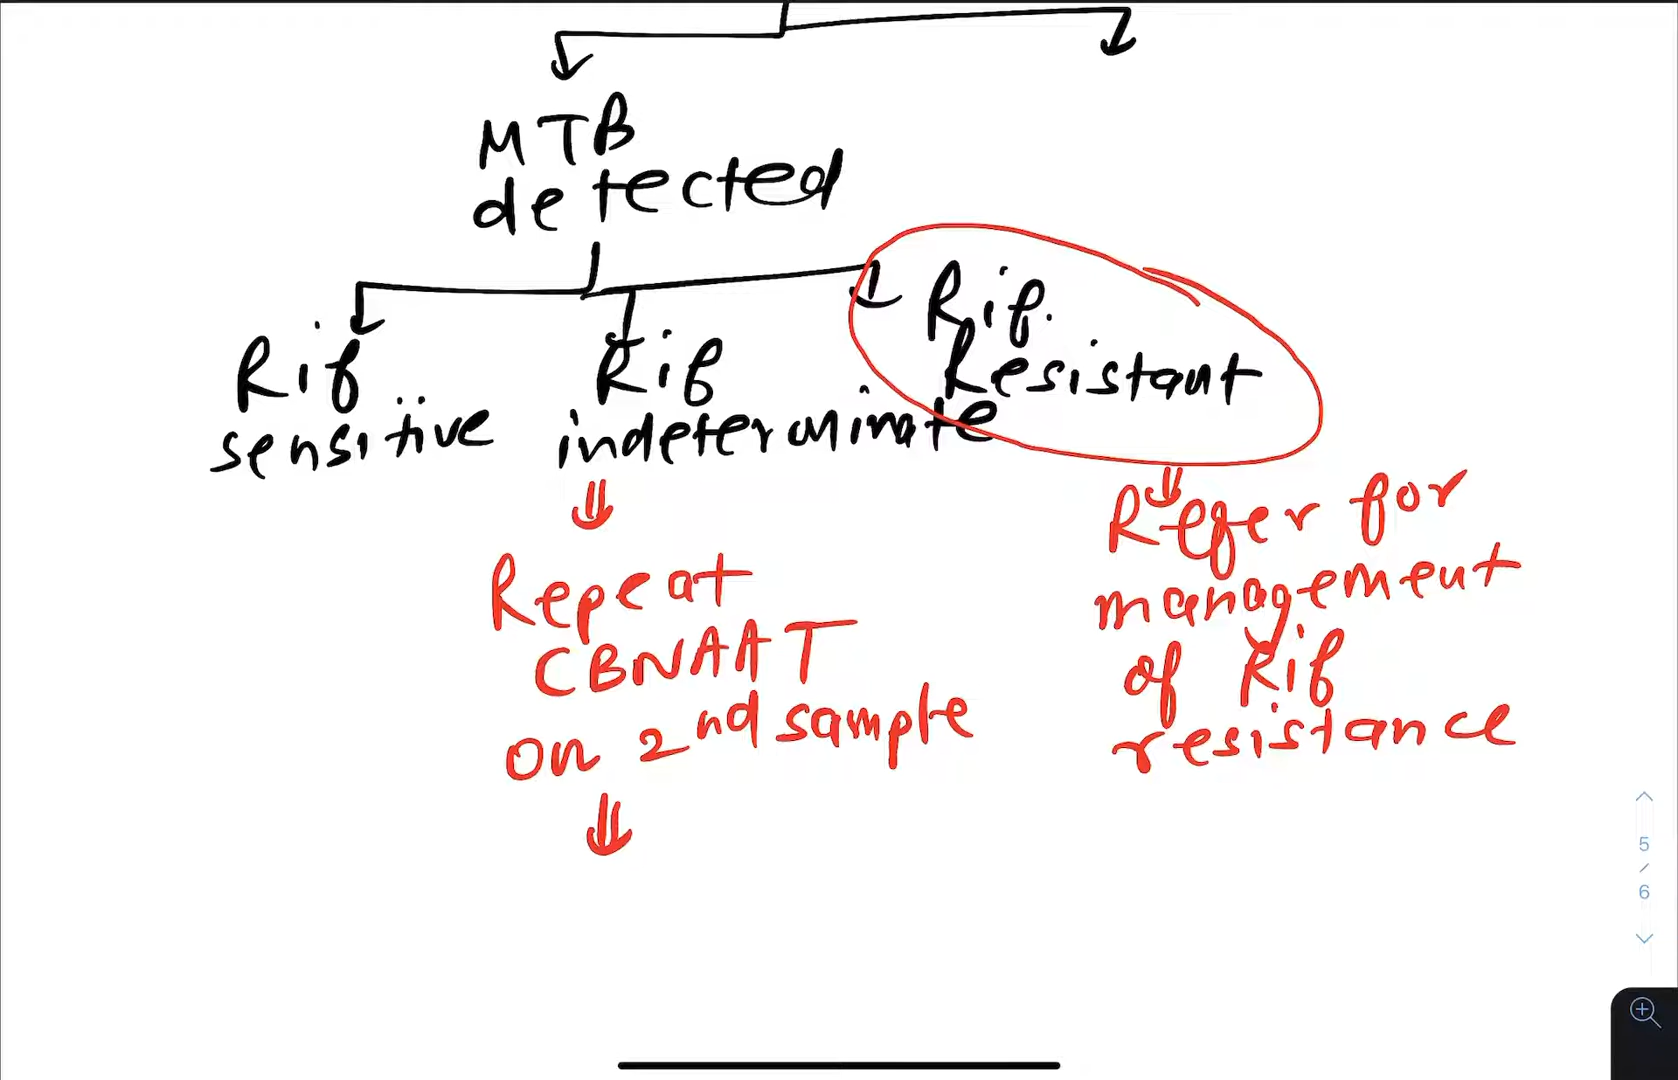 MTB
detected
Rif
sensitive
Rif
indeterminate
Rif.
Resistant
Repeat
CBNAAT
on 2nd sample
Refer for
management
of Rif
resistance
5
/
6